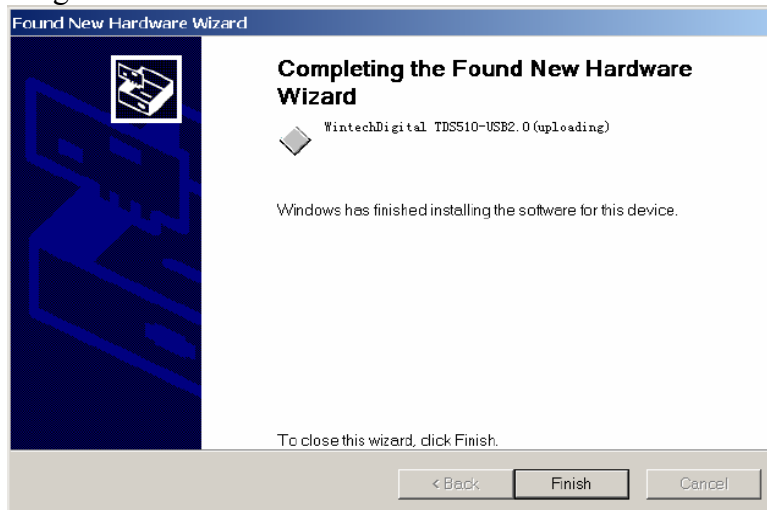 Found New Hardware Wizard
Completing the Found New Hardware
Wizard
WintechDigital TDS510-USB2.0(uploading)
Windows has finished installing the software for this device.
To close this wizard, click Finish.
< Back Finish Cancel